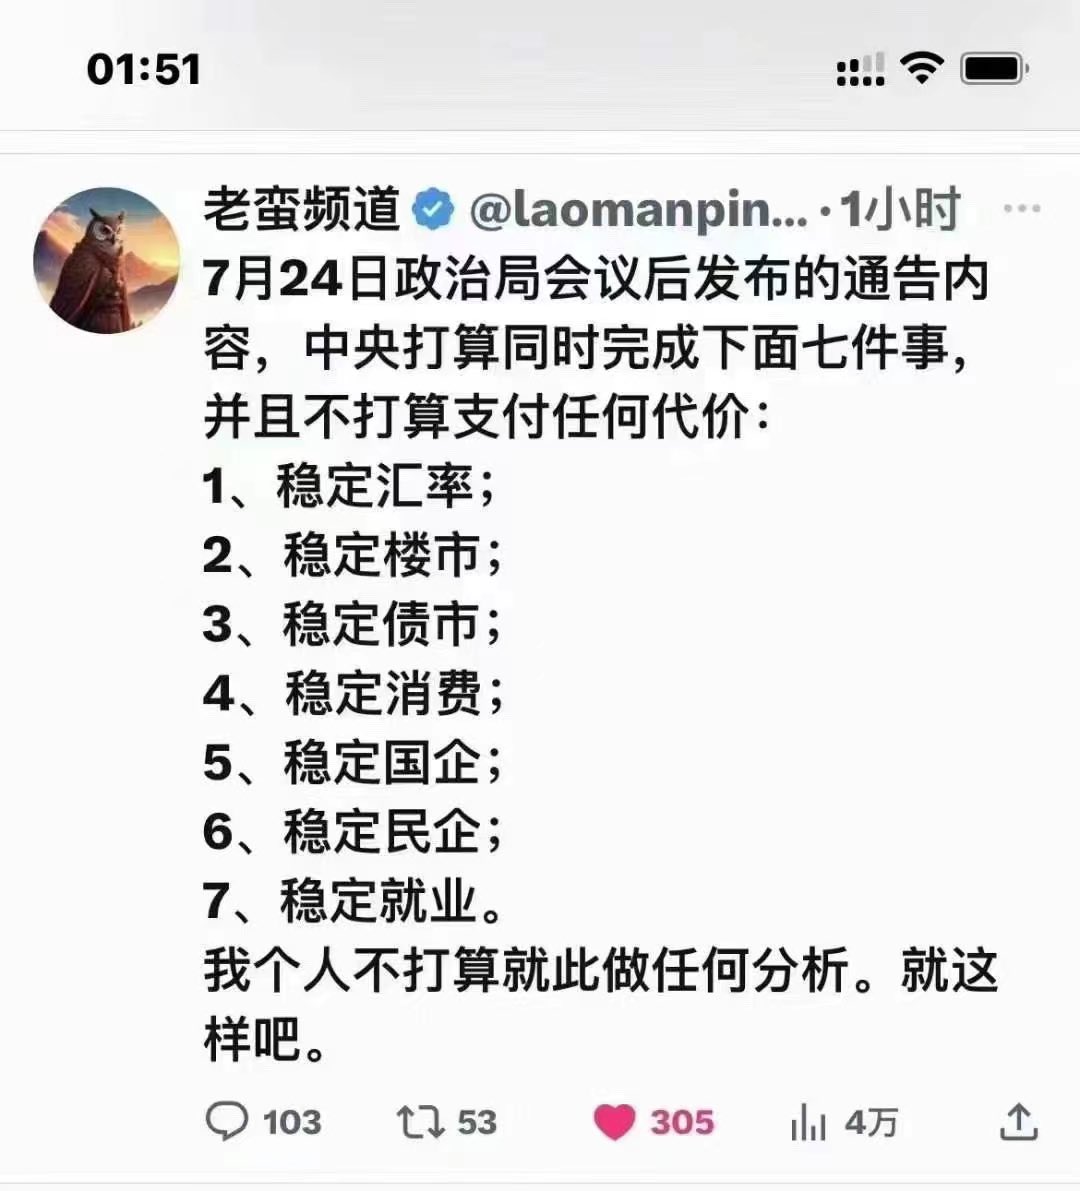 01:51
老蛮频道 @laomanpin... · 1小时
7月24日政治局会议后发布的通告内
容，中央打算同时完成下面七件事，
并且不打算支付任何代价：
1、稳定汇率；
2、稳定楼市；
3、稳定债市；
4、稳定消费；
5、稳定国企；
6、稳定民企；
7、稳定就业。
我个人不打算就此做任何分析。就这
样吧。
103 53 305 4万